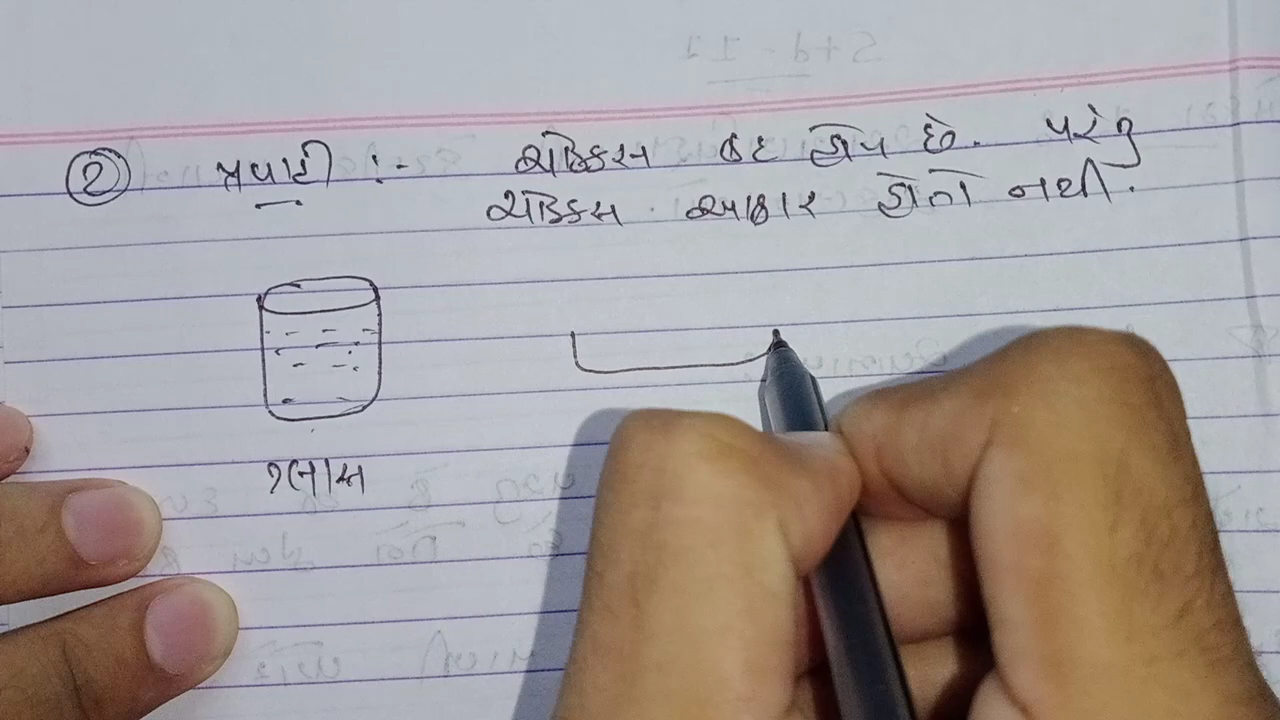 ② પ્રવાહી :- ચોક્કસ કદ હોય છે. પરંતુ
ચોક્કસ આકાર હોતો નથી.
ગ્લાસ